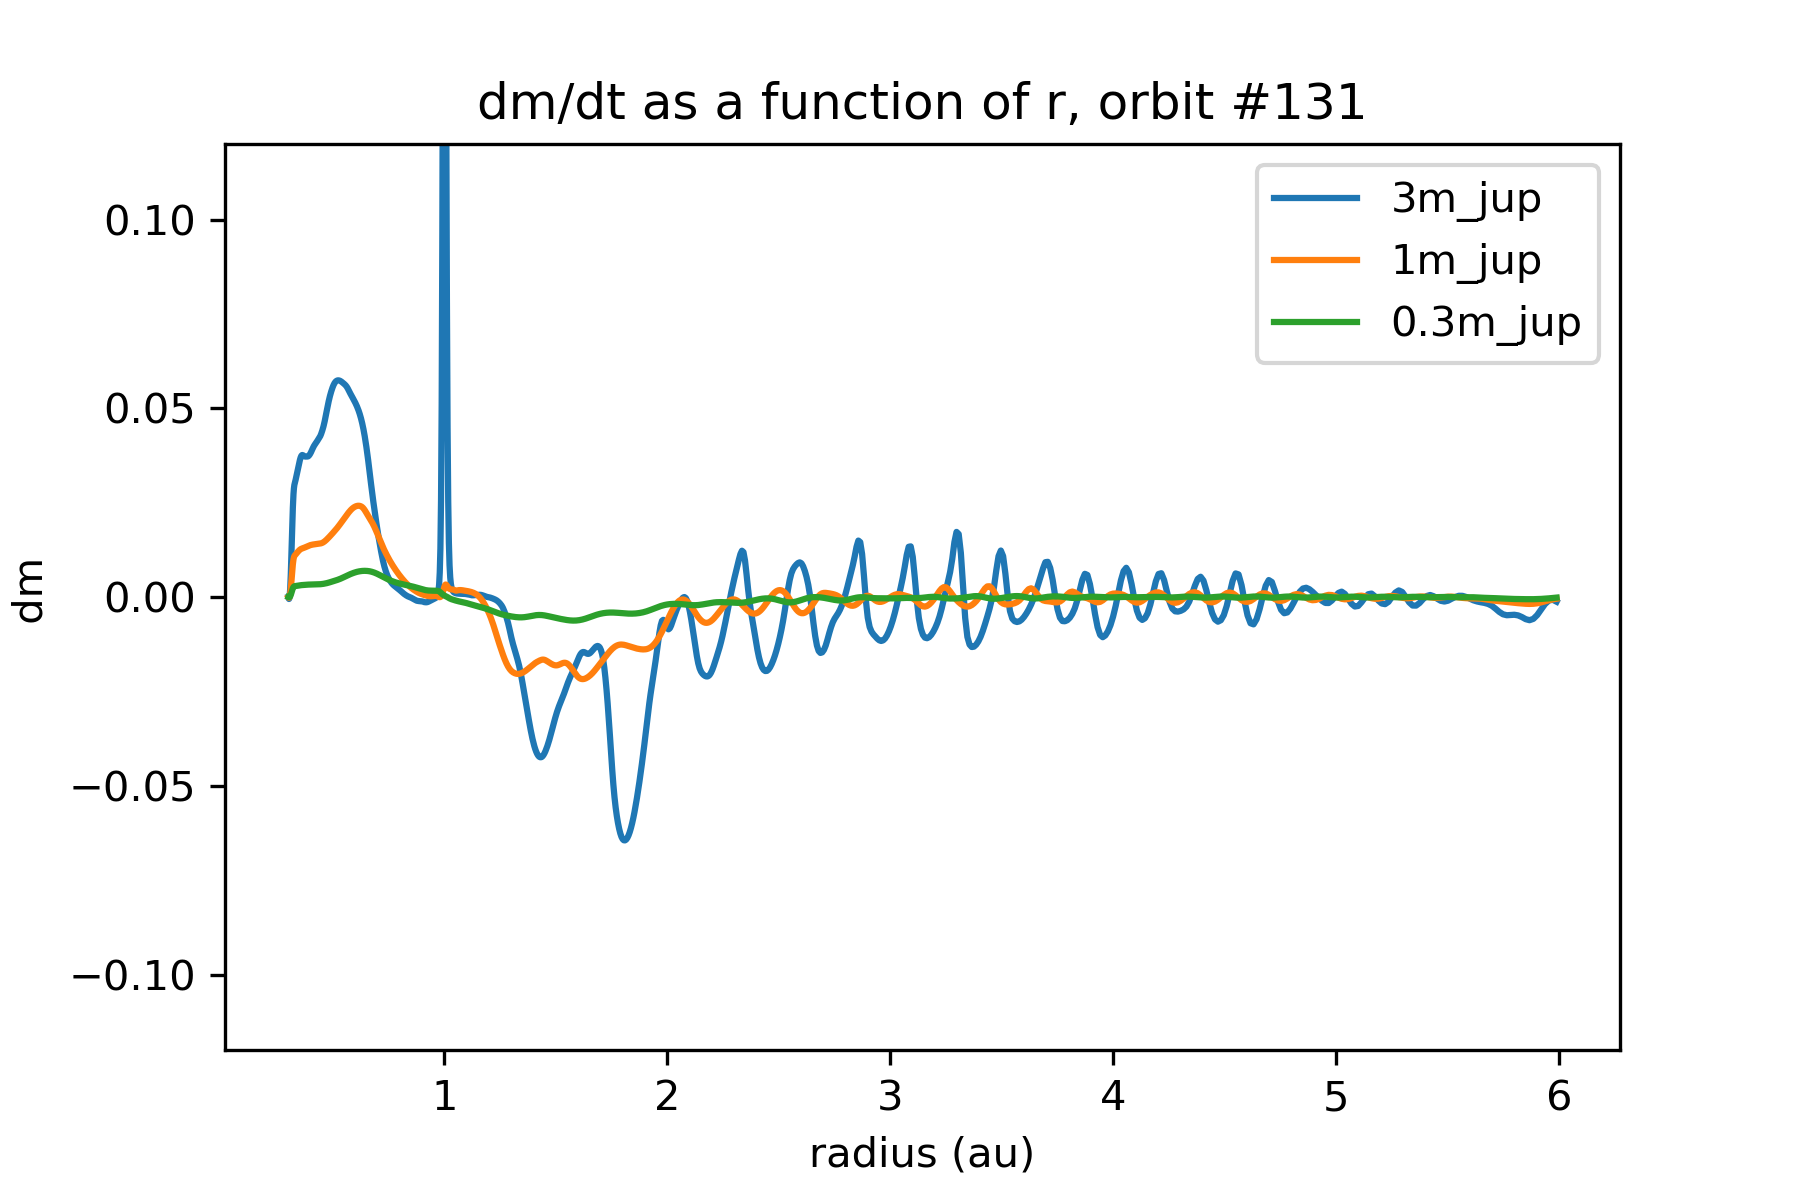 dm/dt as a function of r, orbit #131
3m_jup
1m_jup
0.3m_jup
dm
0.10
0.05
0.00
−0.05
−0.10
1 2 3 4 5 6
radius (au)